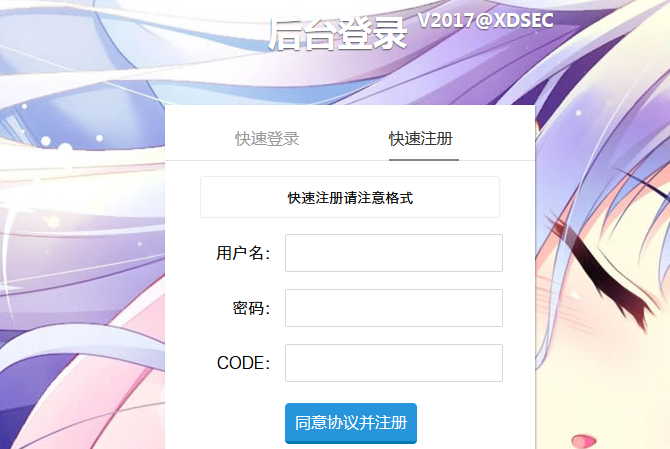 后台登录 V2017@XDSEC
快速登录 快速注册
快速注册请注意格式
用户名：
密码：
CODE：
同意协议并注册